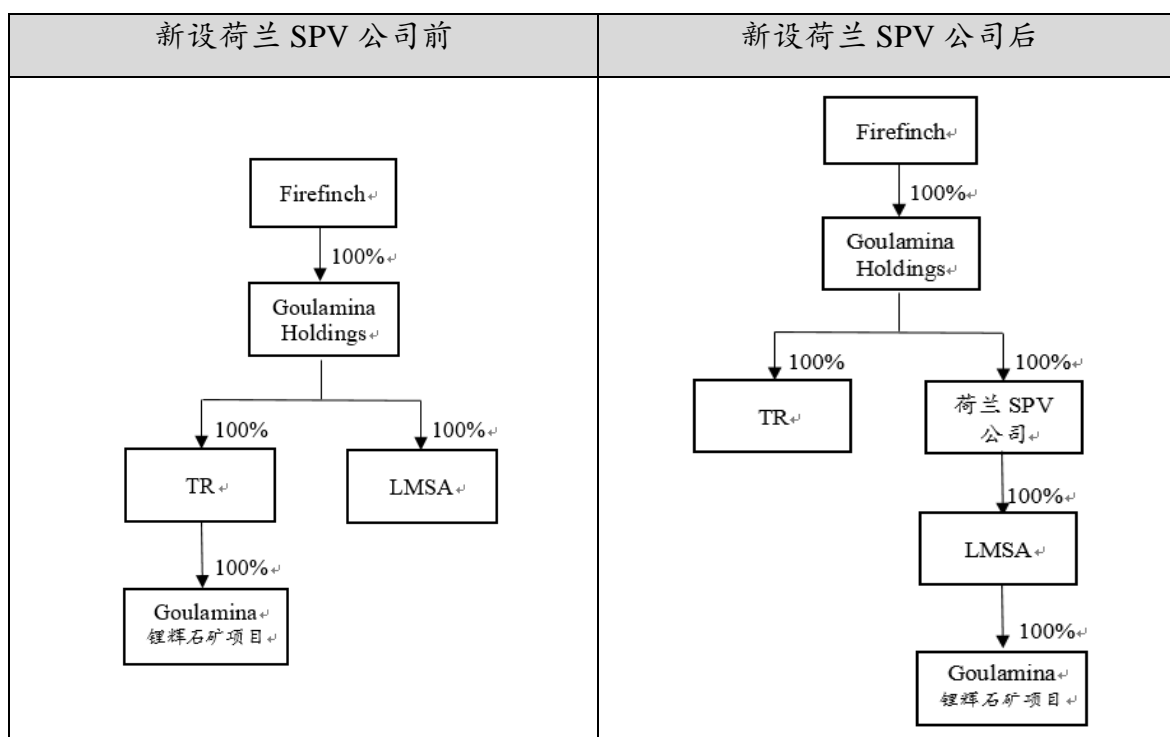 新设荷兰 SPV 公司前
新设荷兰 SPV 公司后
Firefinch↵
100%↵
Goulamina
Holdings↵
100%
100%↵
TR↵
LMSA↵
100%↵
Goulamina↵
锂辉石矿项目↵
Firefinch↵
100%↵
Goulamina
Holdings↵
100%
100%↵
TR↵
荷兰 SPV
公司↵
100%↵
LMSA↵
100%↵
Goulamina↵
锂辉石矿项目↵